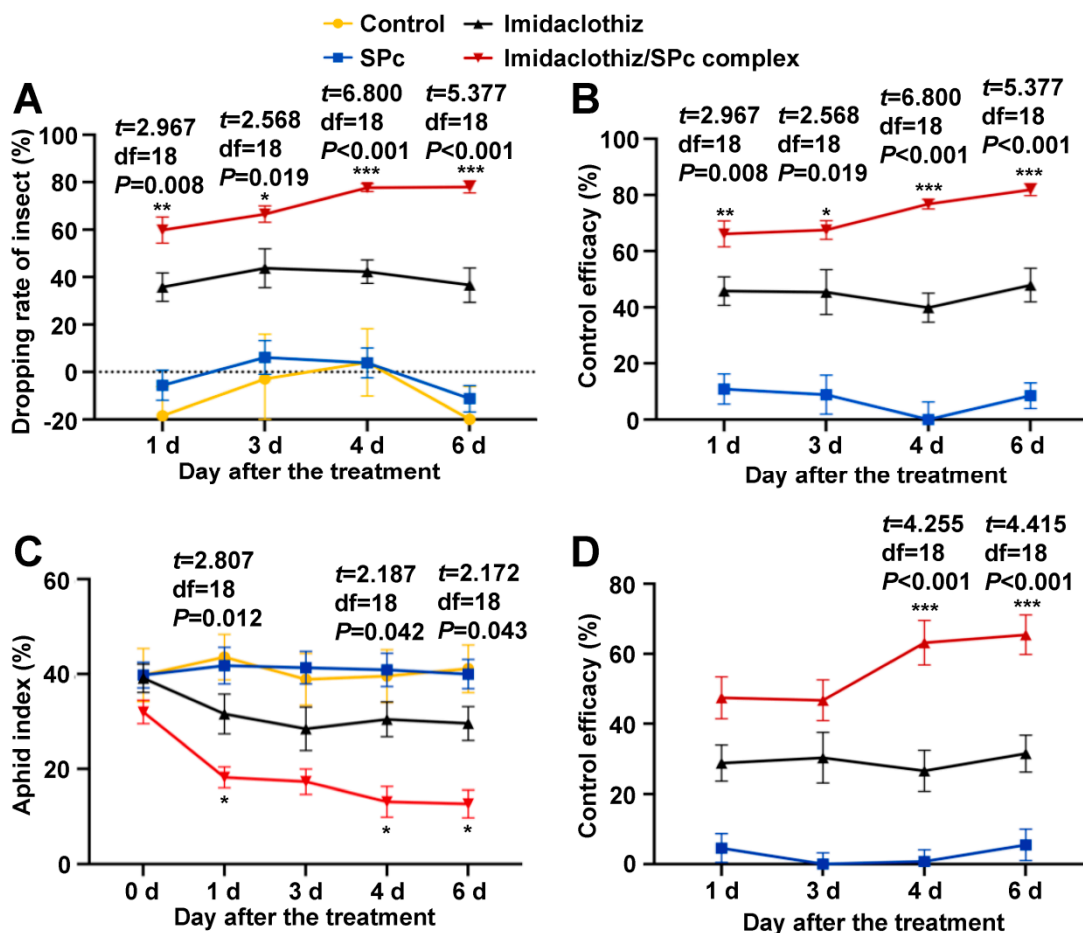 Control
Imidaclothiz
SPc
Imidaclothiz/SPc complex
A
t=2.967
df=18
P=0.008
t=2.568
df=18
P=0.019
t=6.800
df=18
P<0.001
t=5.377
df=18
P<0.001
**
*
***
***
Dropping rate of insect (%)
100
80
60
40
20
0
-20
1 d
3 d
4 d
6 d
Day after the treatment
B
t=2.967
df=18
P=0.008
t=2.568
df=18
P=0.019
t=6.800
df=18
P<0.001
t=5.377
df=18
P<0.001
**
*
***
***
Control efficacy (%)
100
80
60
40
20
0
1 d
3 d
4 d
6 d
Day after the treatment
C
t=2.807
df=18
P=0.012
t=2.187
df=18
P=0.042
t=2.172
df=18
P=0.043
*
*
*
Aphid index (%)
60
40
20
0
0 d
1 d
3 d
4 d
6 d
Day after the treatment
D
t=4.255
df=18
P<0.001
t=4.415
df=18
P<0.001
***
***
Control efficacy (%)
80
60
40
20
0
1 d
3 d
4 d
6 d
Day after the treatment